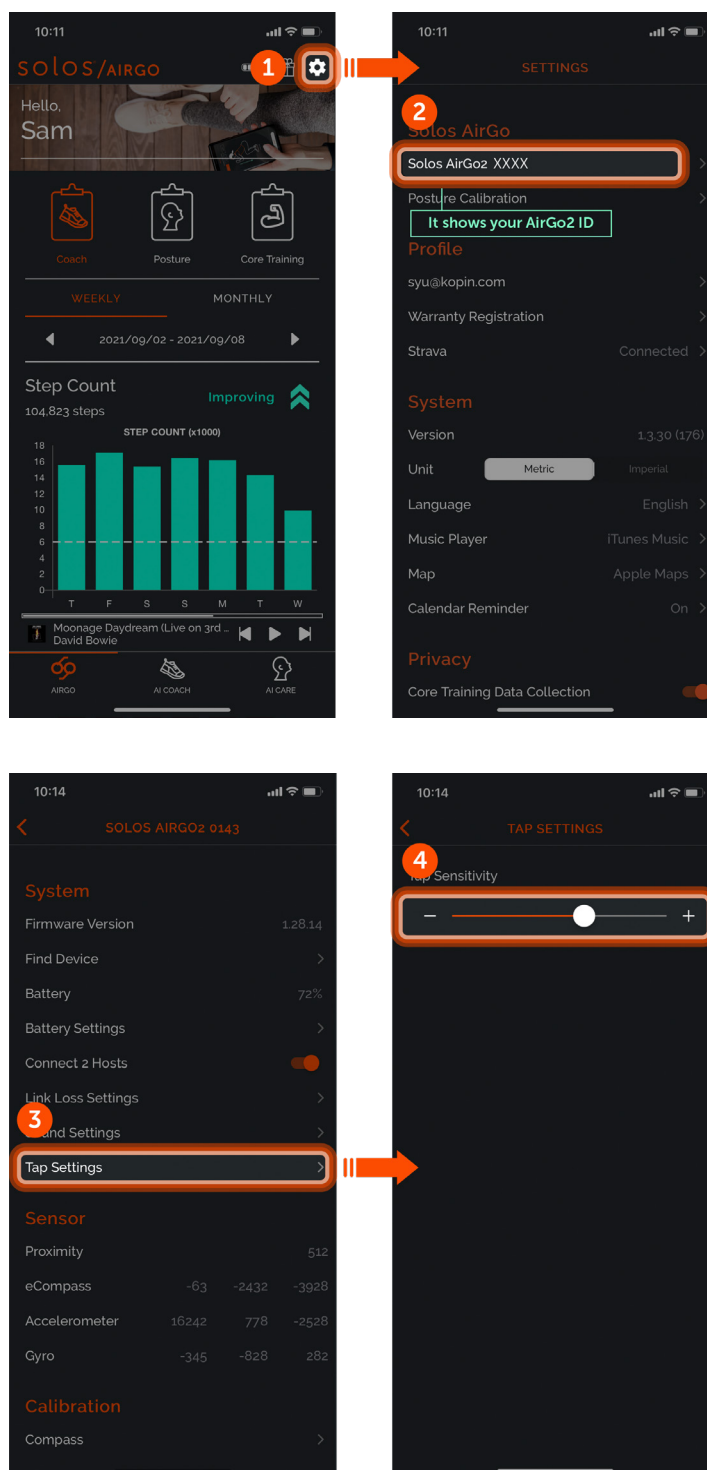 10:11
solos/AIRGO
1
Hello,
Sam
Coach
Posture
Core Training
WEEKLY
MONTHLY
2021/09/02 - 2021/09/08
Step Count
104,823 steps
Improving
STEP COUNT (x1000)
18
16
14
12
10
8
6
4
2
0
T F S S M T W
Moonage Daydream (Live on 3rd ...
David Bowie
AIRGO
AI COACH
AI CARE
10:11
SETTINGS
2
Solos AirGo
Solos AirGo2 XXXX
Posture Calibration
It shows your AirGo2 ID
Profile
syu@kopin.com
Warranty Registration
Strava Connected
System
Version 1.3.30 (176)
Unit Metric Imperial
Language English
Music Player iTunes Music
Map Apple Maps
Calendar Reminder On
Privacy
Core Training Data Collection
10:14
SOLOS AIRGO2 0143
System
Firmware Version 1.28.14
Find Device
Battery 72%
Battery Settings
Connect 2 Hosts
Link Loss Settings
3
Sound Settings
Tap Settings
Sensor
Proximity 512
eCompass -63 -2432 -3928
Accelerometer 16242 778 -2528
Gyro -345 -828 282
Calibration
Compass
10:14
TAP SETTINGS
4
Tap Sensitivity
− +